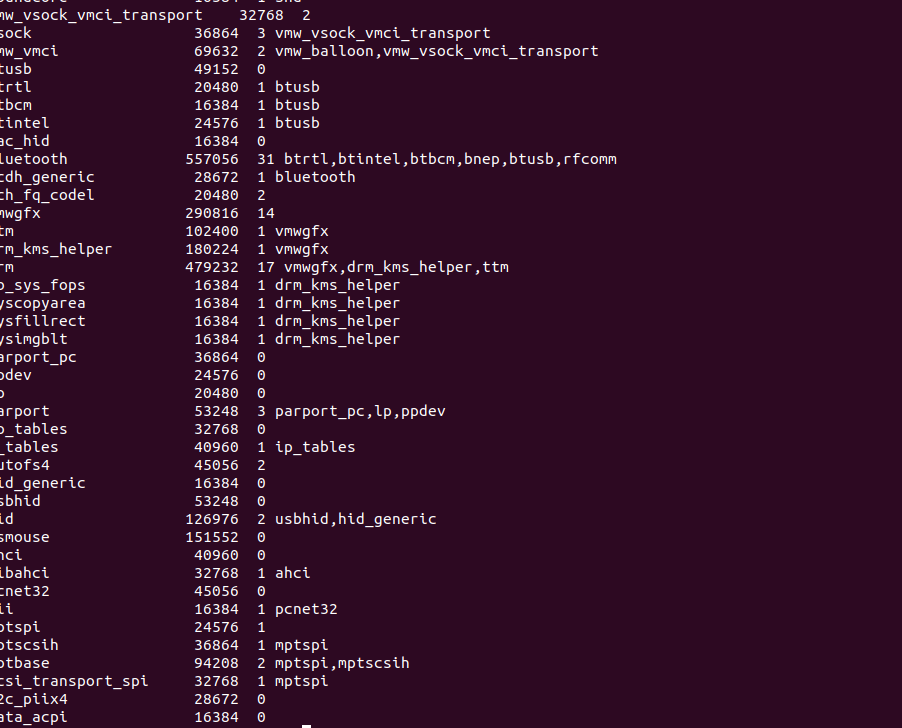 mw_vsock_vmci_transport    32768  2
sock                  36864  3 vmw_vsock_vmci_transport
mw_vmci               69632  2 vmw_balloon,vmw_vsock_vmci_transport
tusb                  49152  0
trtl                  20480  1 btusb
tbcm                  16384  1 btusb
tintel                24576  1 btusb
ac_hid                16384  0
luetooth             557056  31 btrtl,btintel,btbcm,bnep,btusb,rfcomm
cdh_generic           28672  1 bluetooth
ch_fq_codel           20480  2
mwgfx                290816  14
tm                   102400  1 vmwgfx
rm_kms_helper        180224  1 vmwgfx
rm                   479232  17 vmwgfx,drm_kms_helper,ttm
b_sys_fops            16384  1 drm_kms_helper
yscopyarea            16384  1 drm_kms_helper
ysfillrect            16384  1 drm_kms_helper
ysimgblt              16384  1 drm_kms_helper
arport_pc             36864  0
pdev                  24576  0
p                     20480  0
arport                53248  3 parport_pc,lp,ppdev
p_tables              32768  0
_tables               40960  1 ip_tables
utofs4                45056  2
id_generic            16384  0
sbhid                 53248  0
id                   126976  2 usbhid,hid_generic
smouse               151552  0
hci                   40960  0
ibahci                32768  1 ahci
cnet32                45056  0
ii                    16384  1 pcnet32
ptspi                 24576  1
ptscsih               36864  1 mptspi
ptbase                94208  2 mptspi,mptscsih
csi_transport_spi     32768  1 mptspi
2c_piix4              28672  0
ata_acpi              16384  0